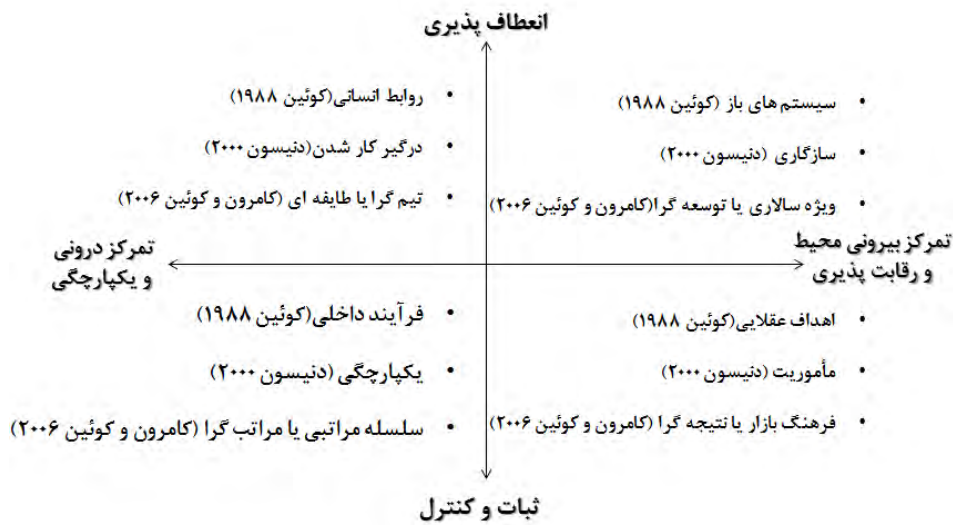 انعطاف پذیری
سیستم های باز (کوئین ۱۹۸۸)
سازگاری (دنیسون ۲۰۰۰)
ویژه سالاری یا توسعه گرا(کامرون و کوئین ۲۰۰۶)
روابط انسانی(کوئین ۱۹۸۸)
درگیر کار شدن(دنیسون ۲۰۰۰)
تیم گرا یا طایفه ای (کامرون و کوئین ۲۰۰۶)
تمرکز بیرونی محیط
و رقابت پذیری
تمرکز درونی
و یکپارچگی
اهداف عقلایی(کوئین ۱۹۸۸)
مأموریت (دنیسون ۲۰۰۰)
فرهنگ بازار یا نتیجه گرا (کامرون و کوئین ۲۰۰۶)
فرآیند داخلی(کوئین ۱۹۸۸)
یکپارچگی (دنیسون ۲۰۰۰)
سلسله مراتبی یا مراتب گرا (کامرون و کوئین ۲۰۰۶)
ثبات و کنترل